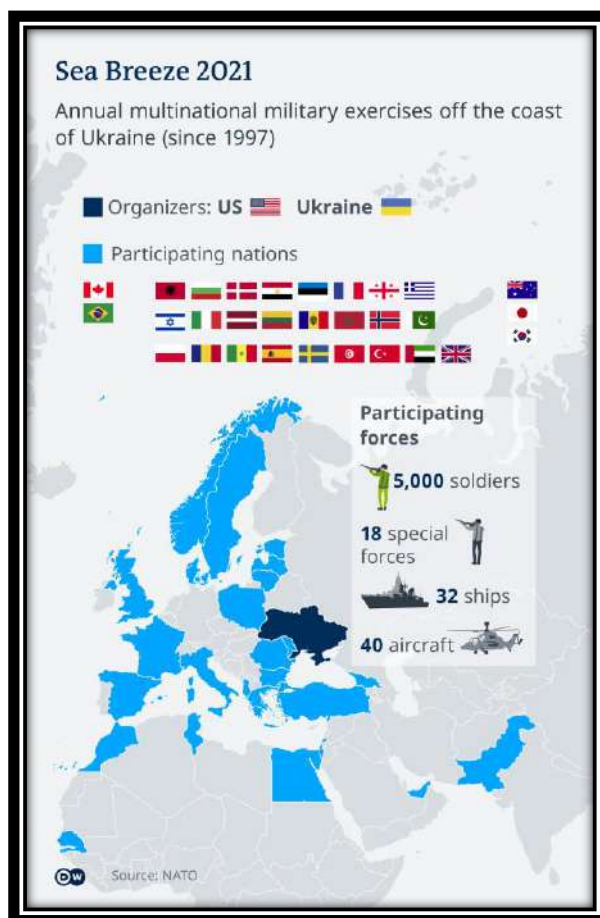 Sea Breeze 2021
Annual multinational military exercises off the coast
of Ukraine (since 1997)
Organizers: US Ukraine
Participating nations
Participating
forces
5,000 soldiers
18 special
forces
32 ships
40 aircraft
DW Source: NATO